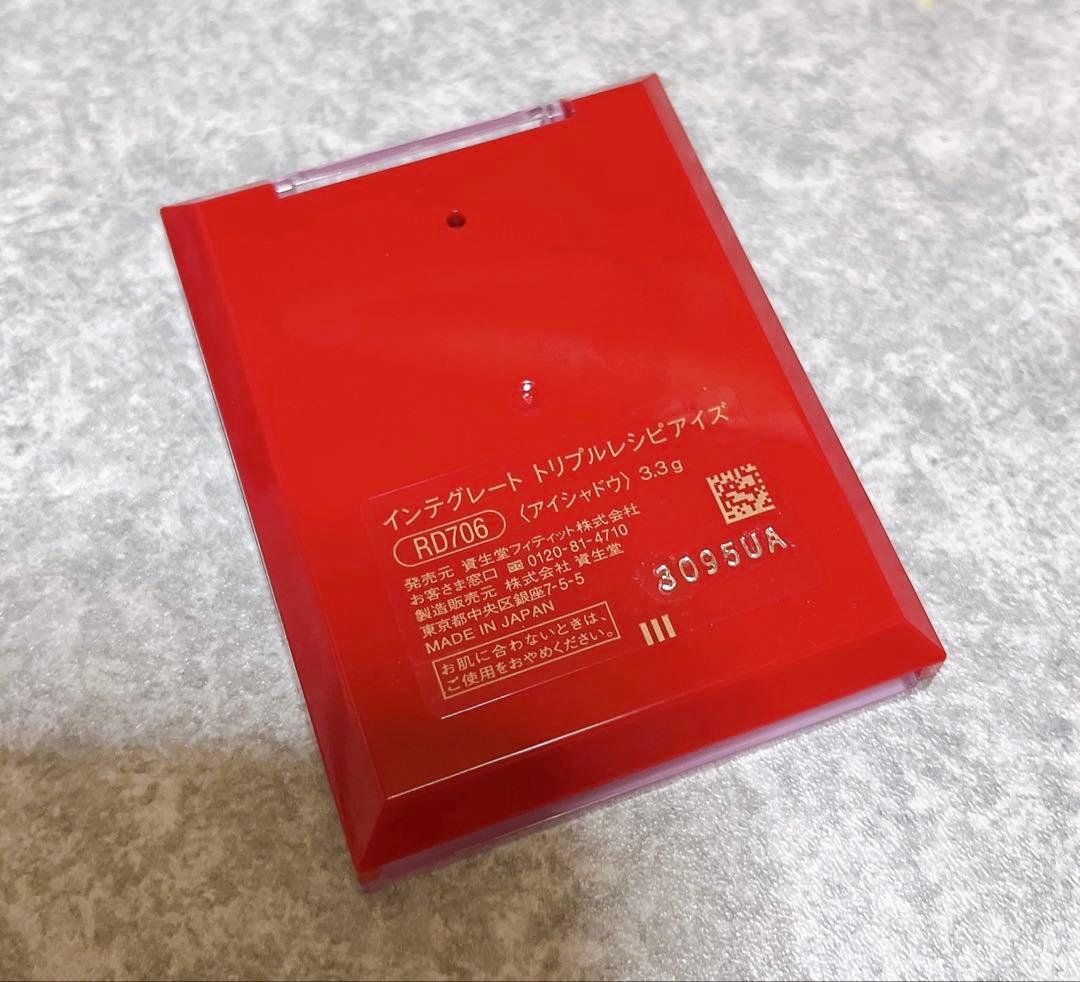 インテグレート トリプルレシピアイズ
RD706 〈アイシャドウ〉 3.3g
発売元 資生堂フィティット株式会社
お客さま窓口 0120-81-4710
製造販売元 株式会社 資生堂
東京都中央区銀座7-5-5
MADE IN JAPAN
お肌に合わないときは、
ご使用をおやめください。
3095UA